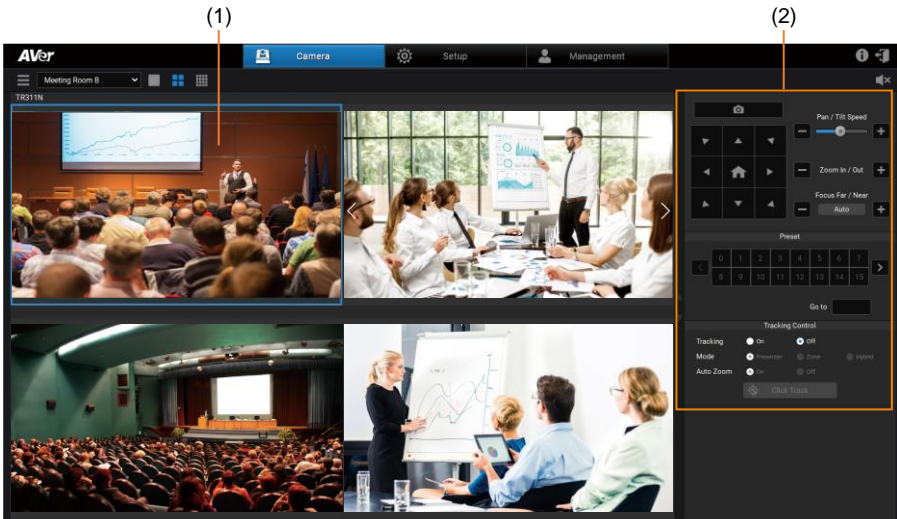 (1)
(2)
AVer
Camera
Setup
Management
Meeting Room B
TR311N
Pan / Tilt Speed
Zoom In / Out
Focus Far / Near
Auto
Preset
0 1 2 3 4 5 6 7
8 9 10 11 12 13 14 15
Go to
Tracking Control
Tracking On Off
Mode Presenter Zone Hybrid
Auto Zoom On Off
Click Track